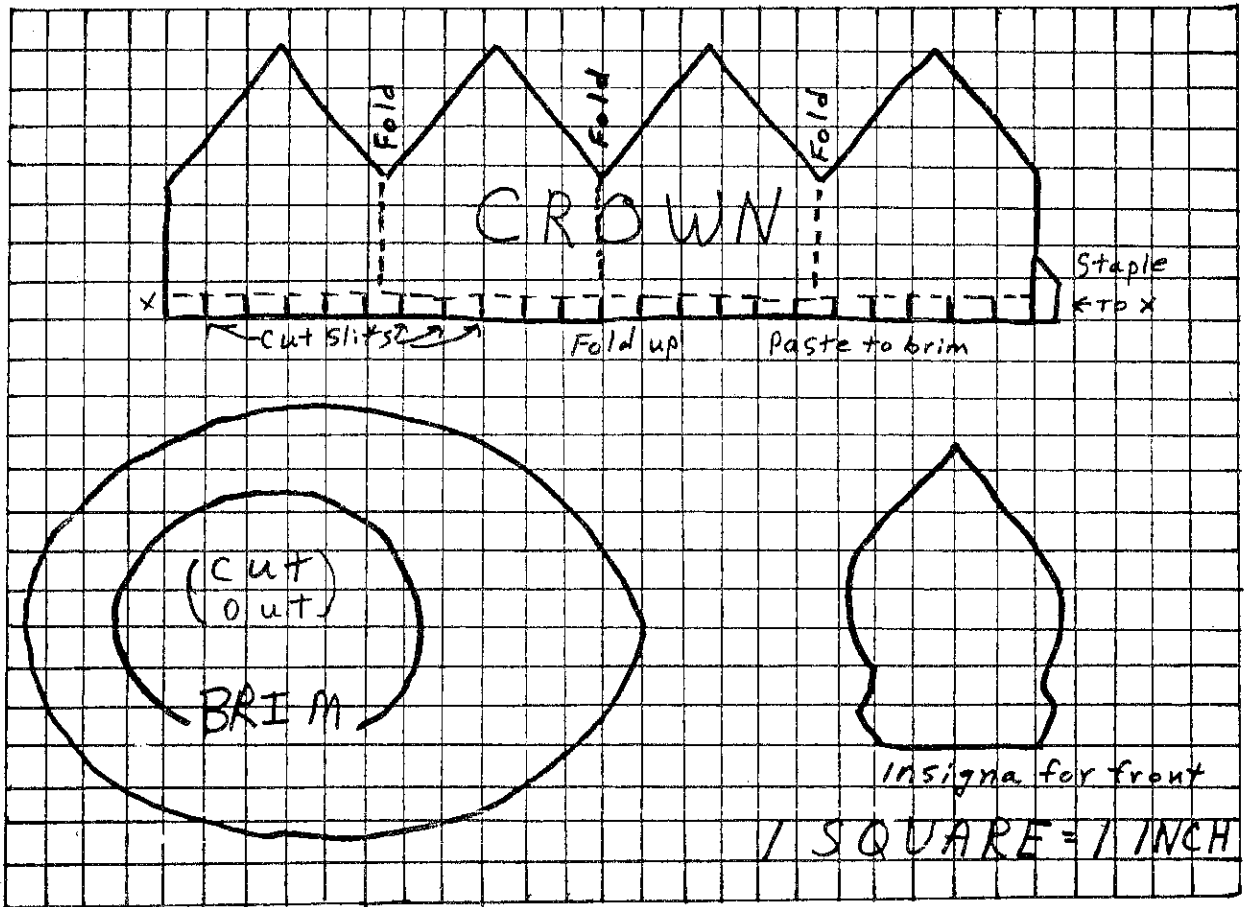 Fold
Fold
Fold
CROWN
Staple
x
← To x
Cut Slits
Fold up
Paste to brim
(cut
out)
BRIM
Insigna for front
1 SQUARE = 1 INCH